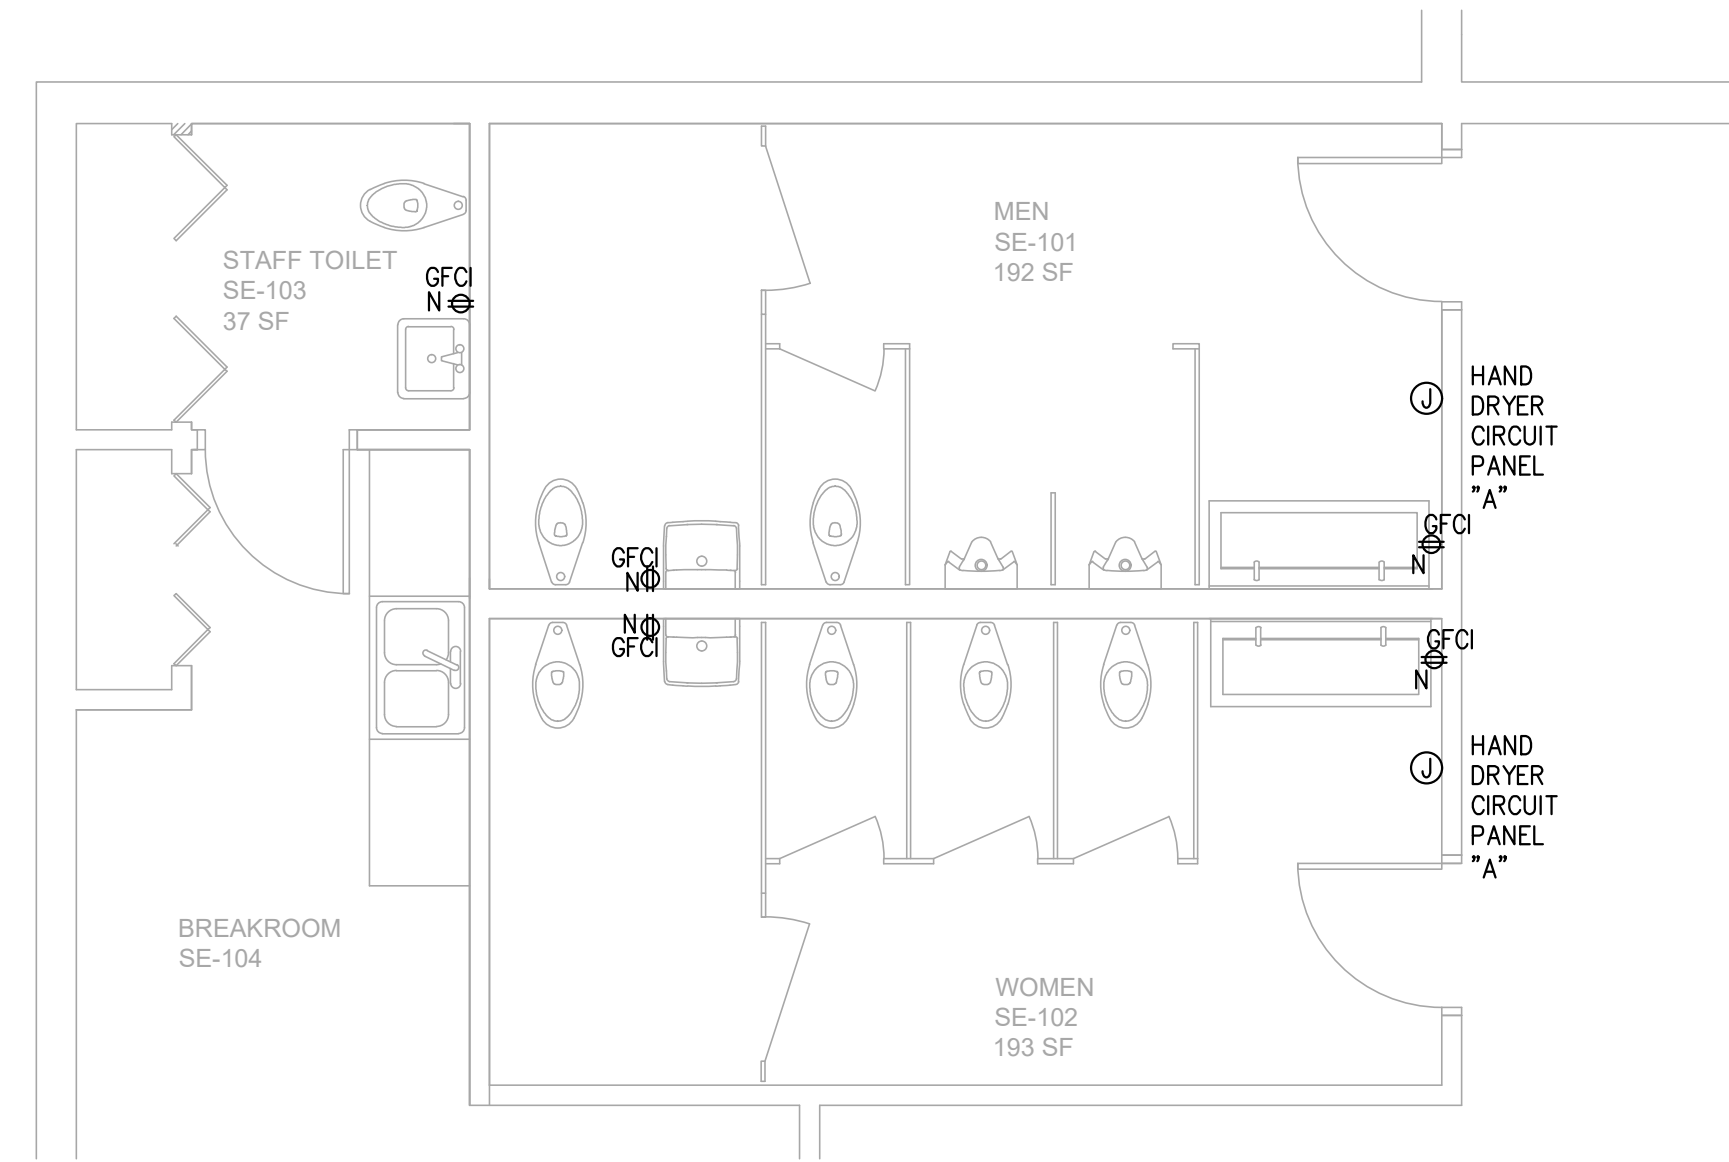 MEN
SE-101
192 SF
STAFF TOILET
SE-103
37 SF
GFCI
N
HAND
DRYER
CIRCUIT
PANEL
"A"
J
GFCI
N
GFCI
N
N
GFCI
GFCI
N
HAND
DRYER
CIRCUIT
PANEL
"A"
J
BREAKROOM
SE-104
WOMEN
SE-102
193 SF